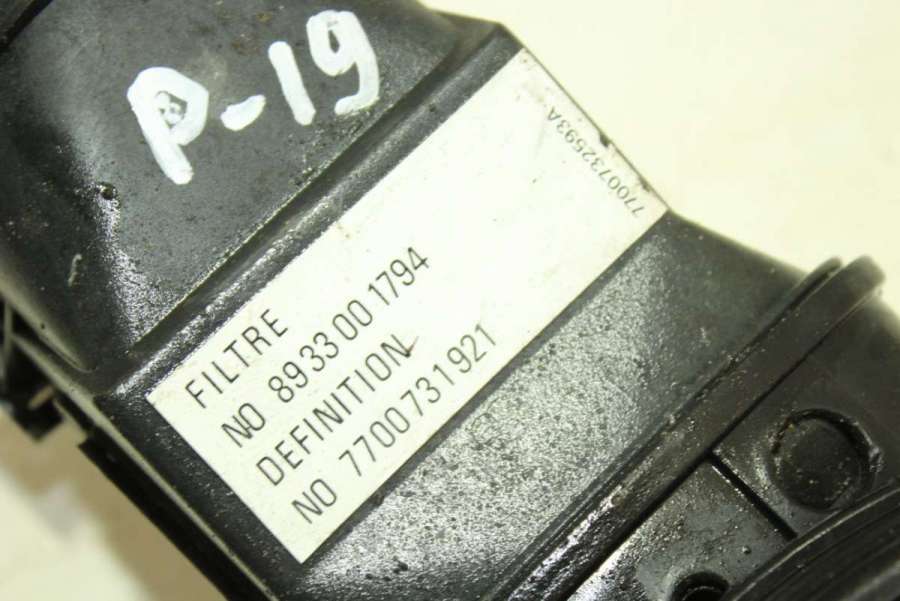 P-19
7700732593A
FILTRE
NO 8933001794
DEFINITION
NO 7700731921